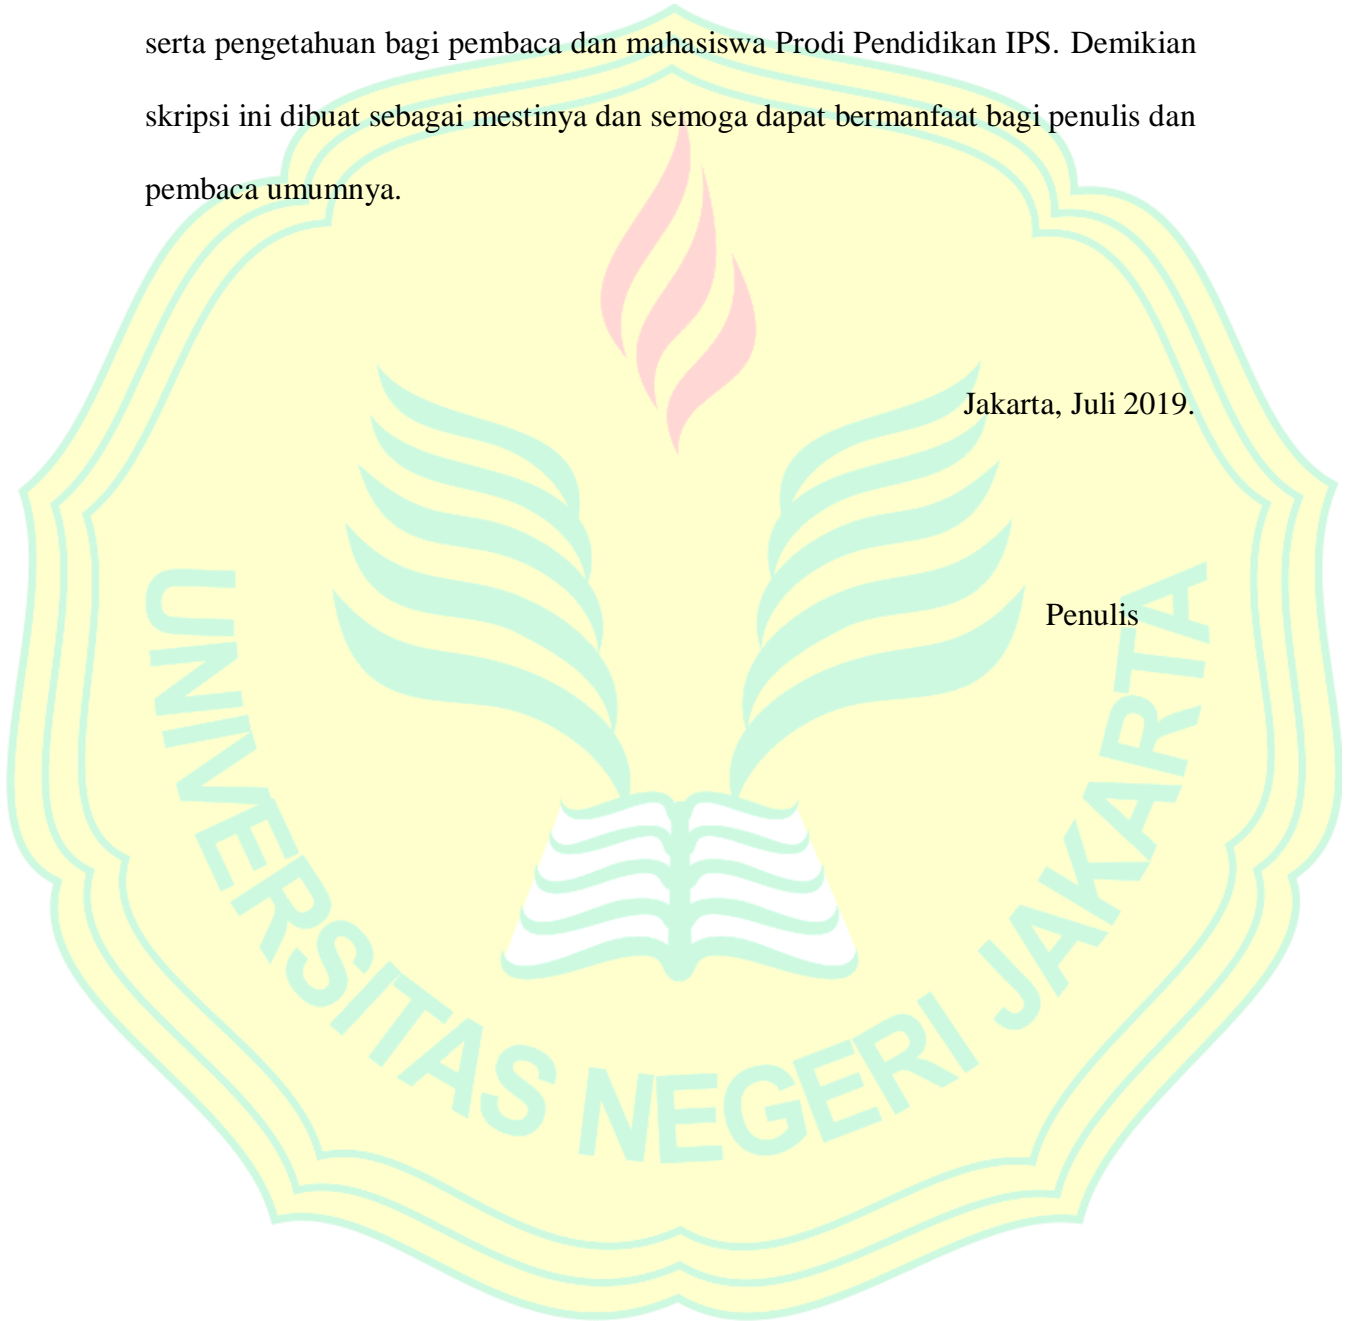 serta pengetahuan bagi pembaca dan mahasiswa Prodi Pendidikan IPS. Demikian
skripsi ini dibuat sebagai mestinya dan semoga dapat bermanfaat bagi penulis dan
pembaca umumnya.
Jakarta, Juli 2019.
Penulis
UNIVERSITAS NEGERI JAKARTA